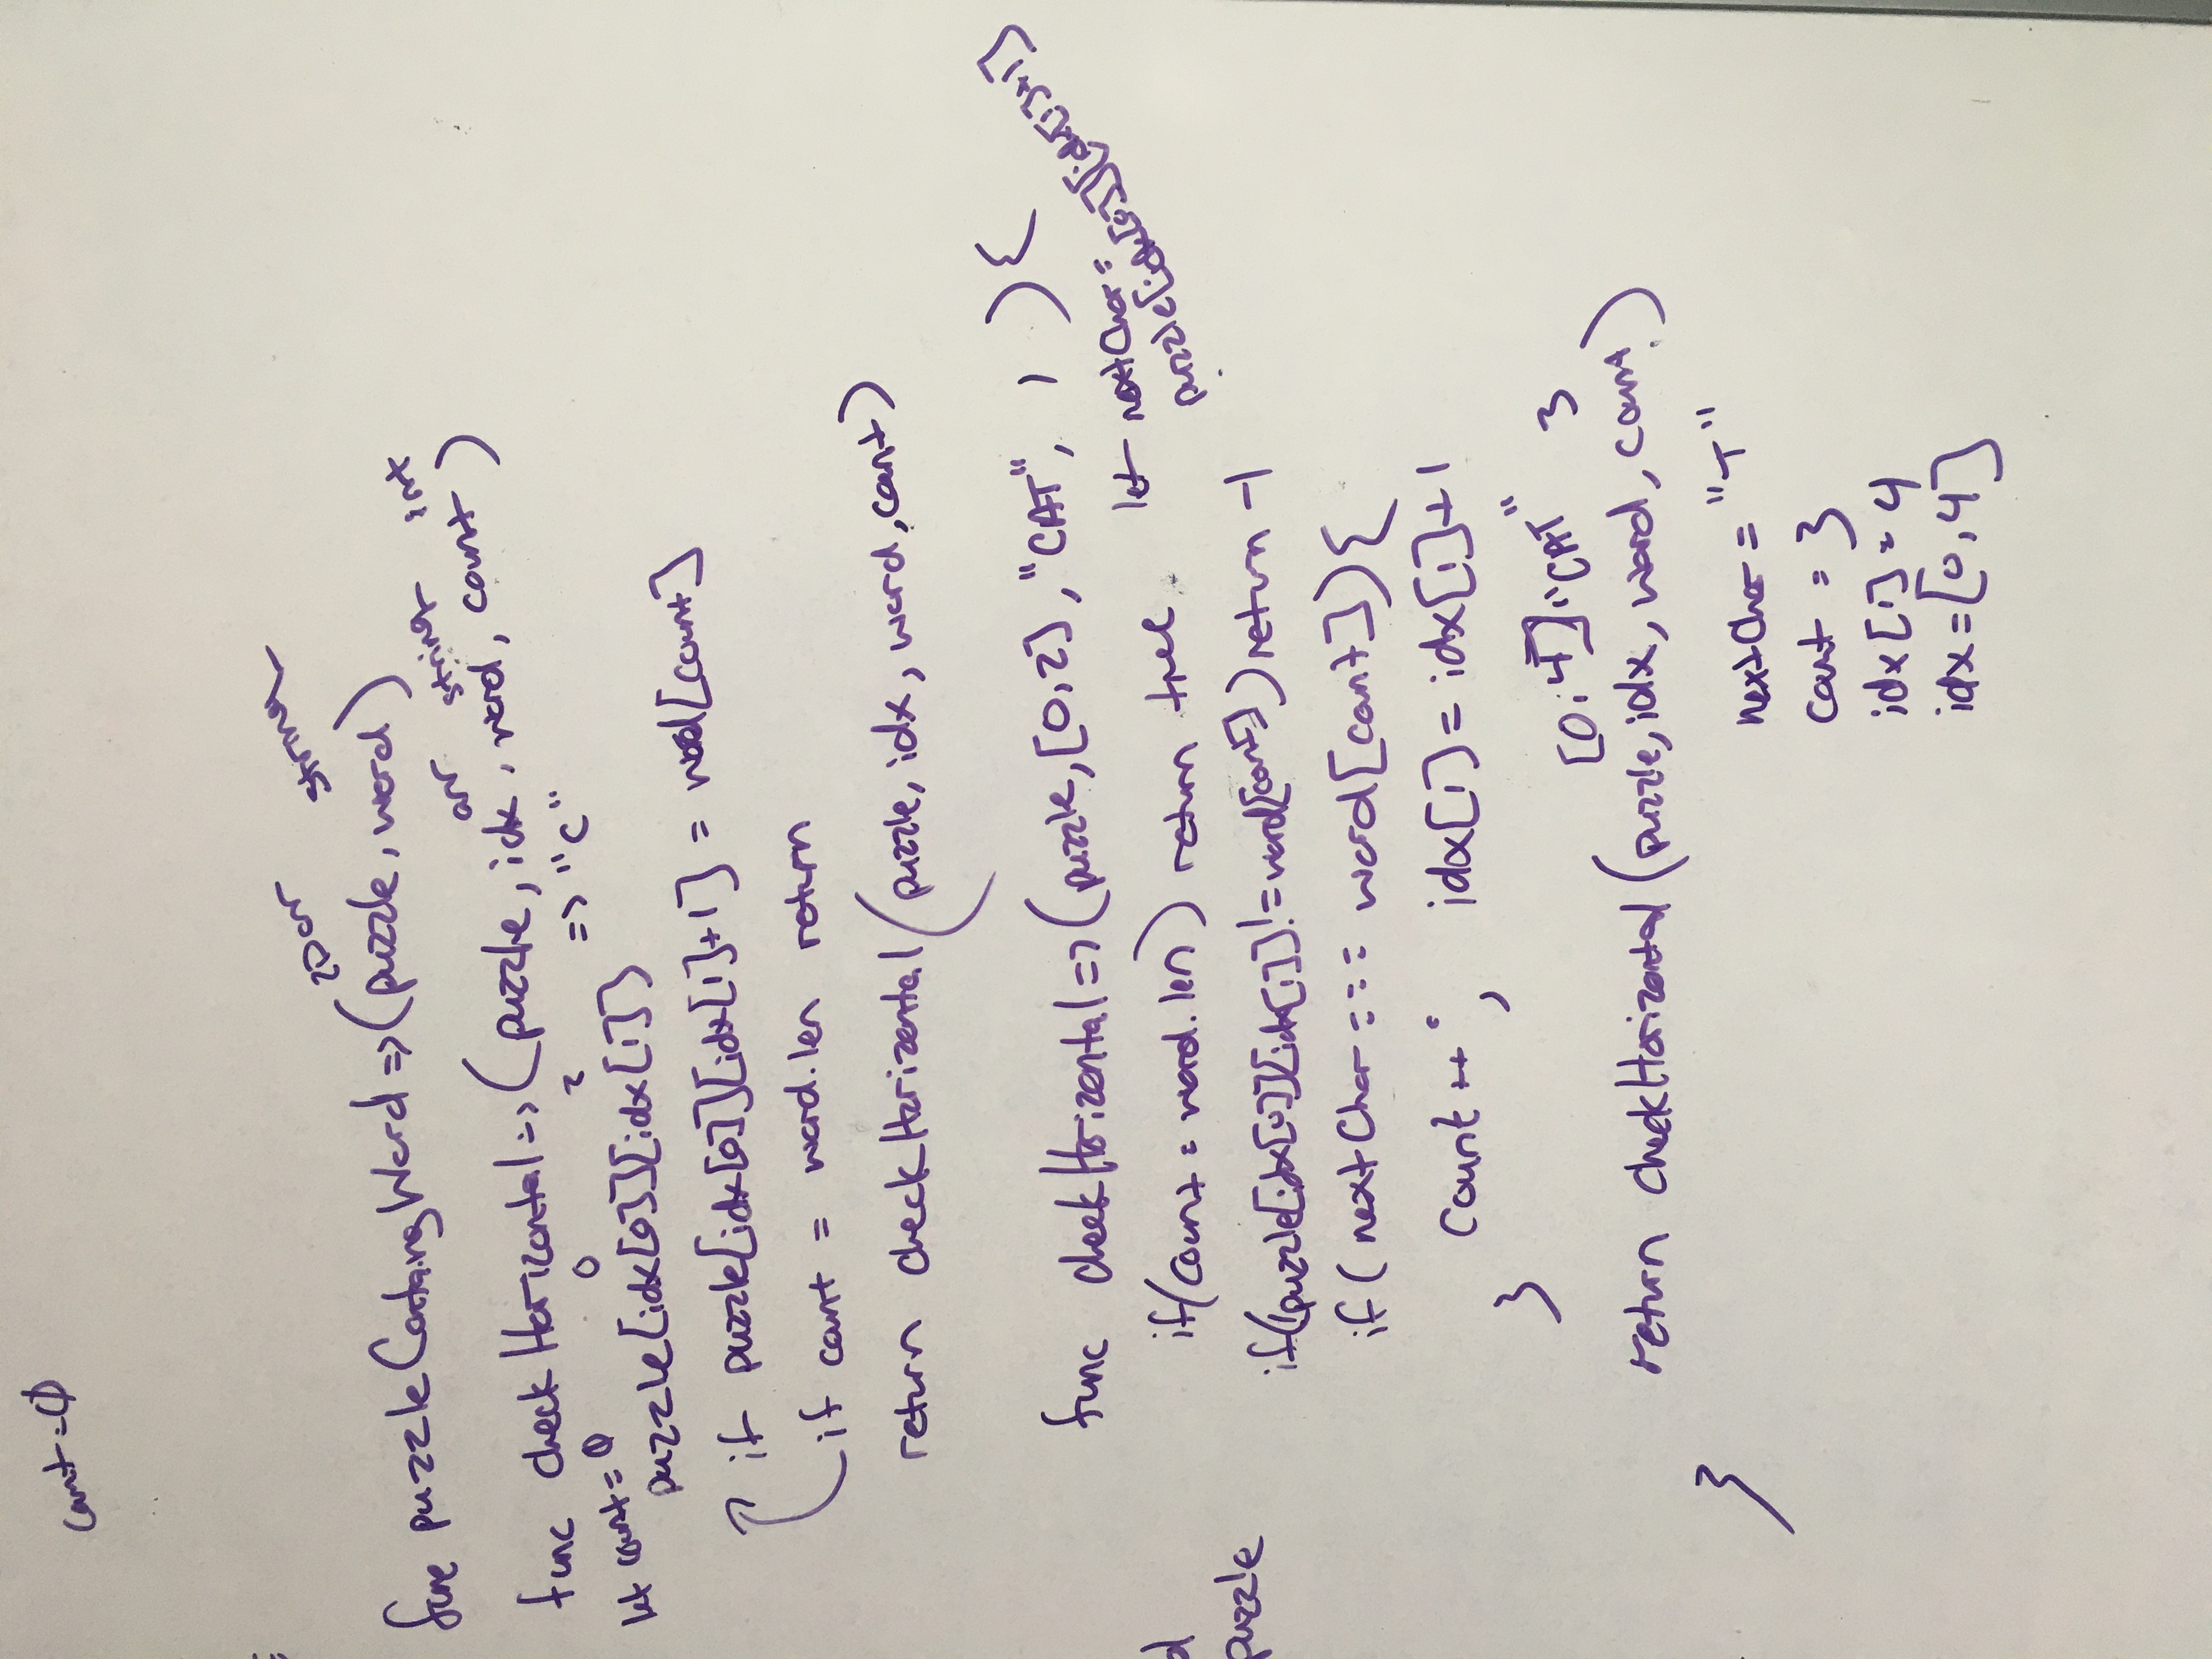 count = 0
2D arr string
func puzzleContaingWord => (puzzle, word)
arr string int
func checkHorizontal => (puzzle, idx, word, count)
let count = 0
0 2 => "C"
puzzle[idx[0]][idx[1]]
if puzzle[idx[0]][idx[1]+1] = word[count]
if count = word.len return
return checkHorizontal(puzzle, idx, word, count)
func checkHorizontal => (puzzle, [0,2], "CAT", 1 ){
d
if(count = word.len) return true
let nextChar =
puzzle[idx[0]][idx[1]+1]
puzzle
if(puzzle[idx[0]][idx[1]] != word[count]) return -1
if (nextChar === word[count]){
count++; idx[1] = idx[1]+1
}
[0,4] "CAT" 3
return checkHorizontal(puzzle, idx, word, count)
}
nextChar = "T"
count = 3
idx[1] = 4
idx = [0,4]